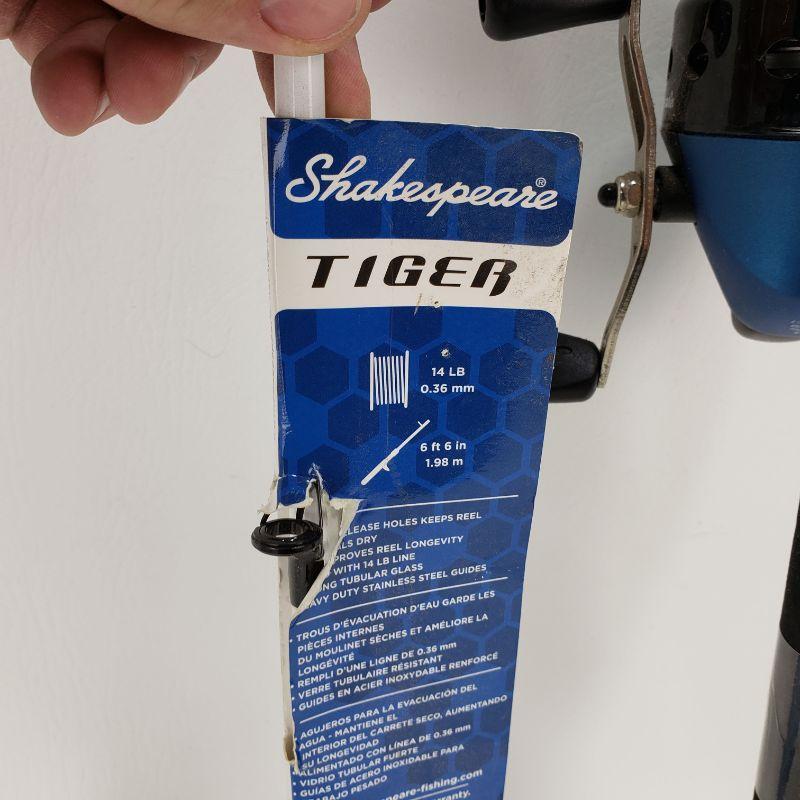 Shakespeare®
TIGER
14 LB
0.36 mm
6 ft 6 in
1.98 m
HOLES KEEPS REEL
DRY
REEL LONGEVITY
WITH 14 LB LINE
TUBULAR GLASS
DUTY STAINLESS STEEL GUIDES
• TROUS D'ÉVACUATION D'EAU GARDE LES
PIÈCES INTERNES
DU MOULINET SÈCHES ET AMÉLIORE LA
LONGÉVITÉ
• REMPLI D'UNE LIGNE DE 0.36 mm
• VERRE TUBULAIRE RÉSISTANT
• GUIDES EN ACIER INOXYDABLE RENFORCÉ
• AGUJEROS PARA LA EVACUACIÓN DEL
AGUA - MANTIENE EL
INTERIOR DEL CARRETE SECO, AUMENTANDO
SU LONGEVIDAD
• ALIMENTADO CON LÍNEA DE 0.36 mm
• VIDRIO TUBULAR FUERTE
• GUÍAS DE ACERO INOXIDABLE PARA
TRABAJO PESADO
speare-fishing.com